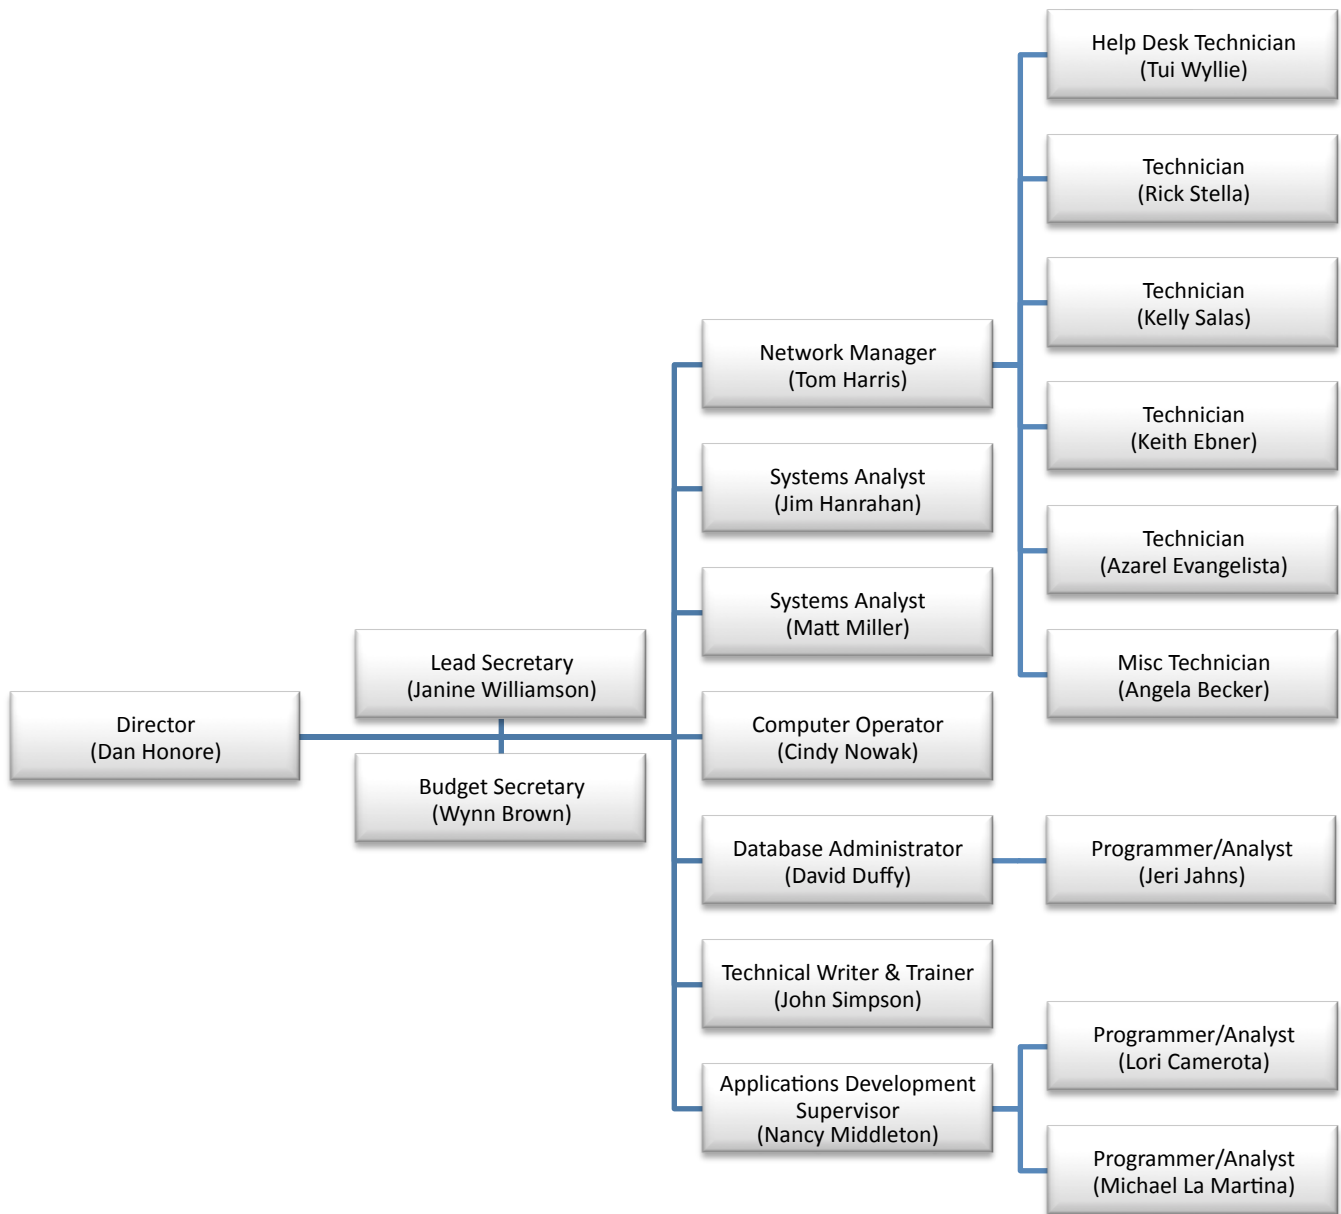 Director
(Dan Honore)
Lead Secretary
(Janine Williamson)
Budget Secretary
(Wynn Brown)
Network Manager
(Tom Harris)
Systems Analyst
(Jim Hanrahan)
Systems Analyst
(Matt Miller)
Computer Operator
(Cindy Nowak)
Database Administrator
(David Duffy)
Technical Writer & Trainer
(John Simpson)
Applications Development
Supervisor
(Nancy Middleton)
Help Desk Technician
(Tui Wyllie)
Technician
(Rick Stella)
Technician
(Kelly Salas)
Technician
(Keith Ebner)
Technician
(Azarel Evangelista)
Misc Technician
(Angela Becker)
Programmer/Analyst
(Jeri Jahns)
Programmer/Analyst
(Lori Camerota)
Programmer/Analyst
(Michael La Martina)